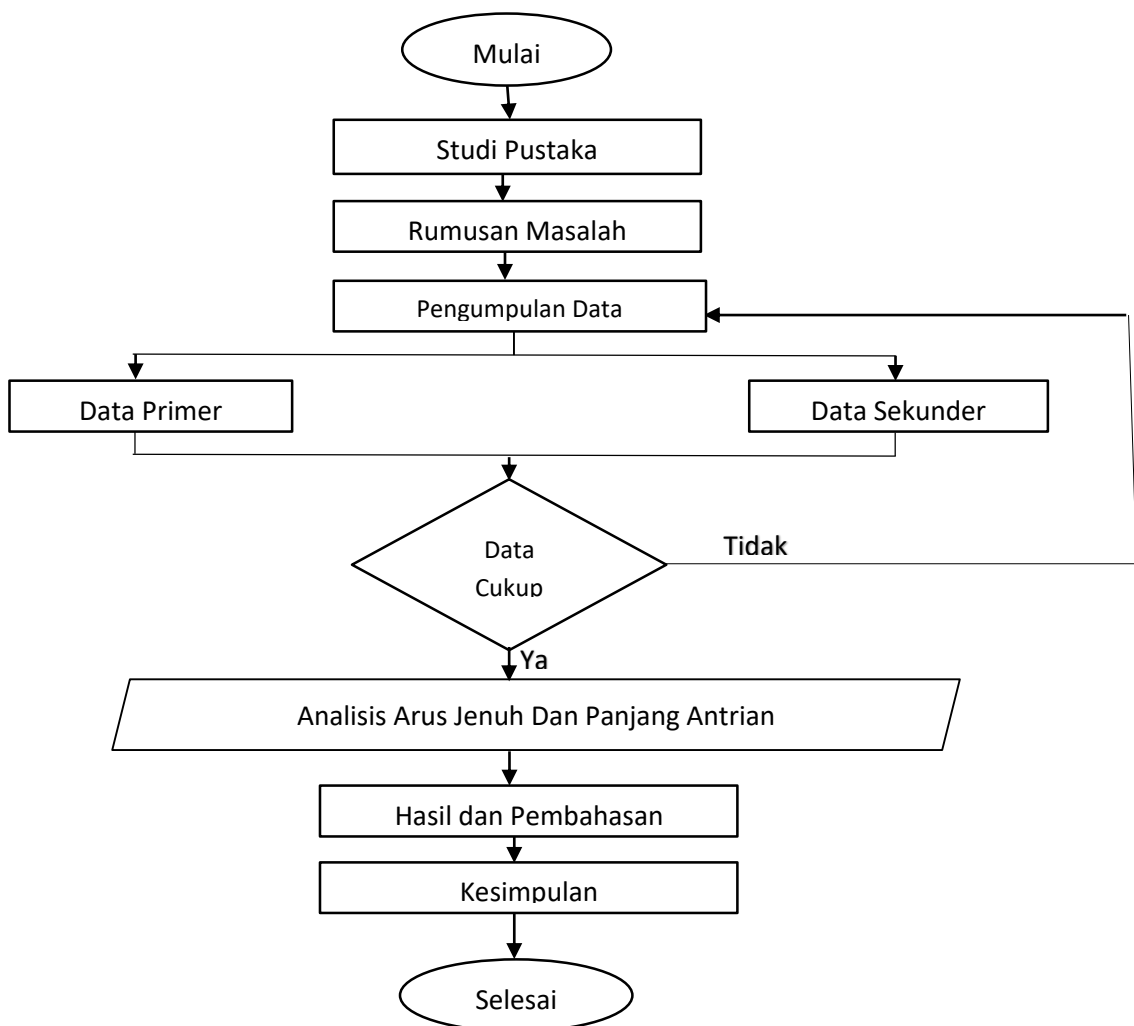 Mulai
Studi Pustaka
Rumusan Masalah
Pengumpulan Data
Data Primer
Data Sekunder
Data
Cukup
Tidak
Ya
Analisis Arus Jenuh Dan Panjang Antrian
Hasil dan Pembahasan
Kesimpulan
Selesai